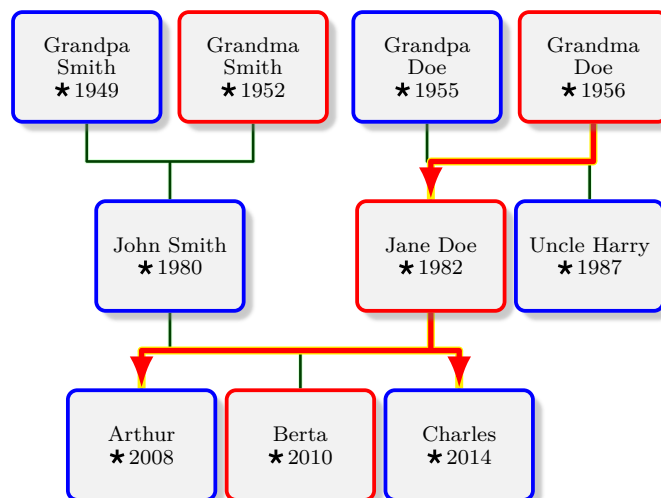 Grandpa
Smith
★1949
Grandma
Smith
★1952
Grandpa
Doe
★1955
Grandma
Doe
★1956
John Smith
★1980
Jane Doe
★1982
Uncle Harry
★1987
Arthur
★2008
Berta
★2010
Charles
★2014